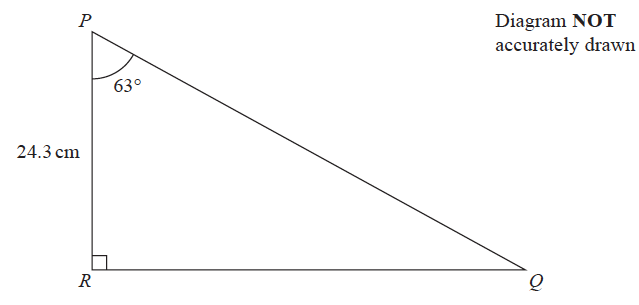 P
Diagram NOT
accurately drawn
63°
24.3 cm
R
Q